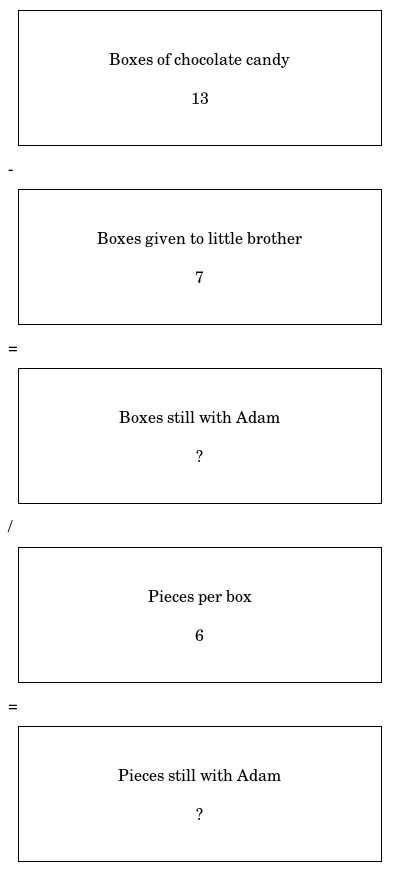 Boxes of chocolate candy
13
-
Boxes given to little brother
7
=
Boxes still with Adam
?
/
Pieces per box
6
=
Pieces still with Adam
?